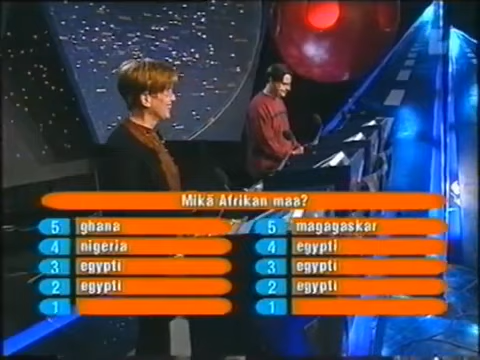 Mikä Afrikan maa?
5 ghana
4 nigeria
3 egypti
2 egypti
1
5 magagaskar
4 egypti
3 egypti
2 egypti
1